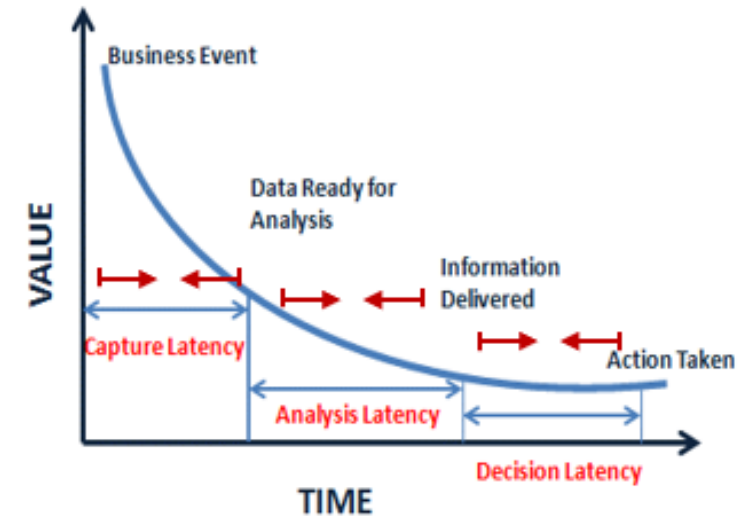 Business Event
Data Ready for
Analysis
VALUE
Information
Delivered
Capture Latency
Action Taken
Analysis Latency
Decision Latency
TIME